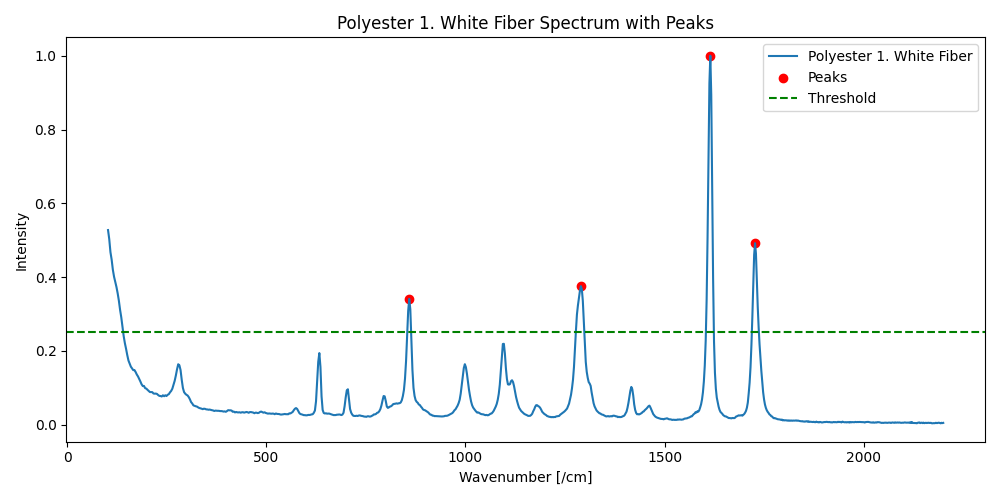 Polyester 1. White Fiber Spectrum with Peaks
Polyester 1. White Fiber
Peaks
Threshold
Intensity
1.0
0.8
0.6
0.4
0.2
0.0
0 500 1000 1500 2000
Wavenumber [/cm]